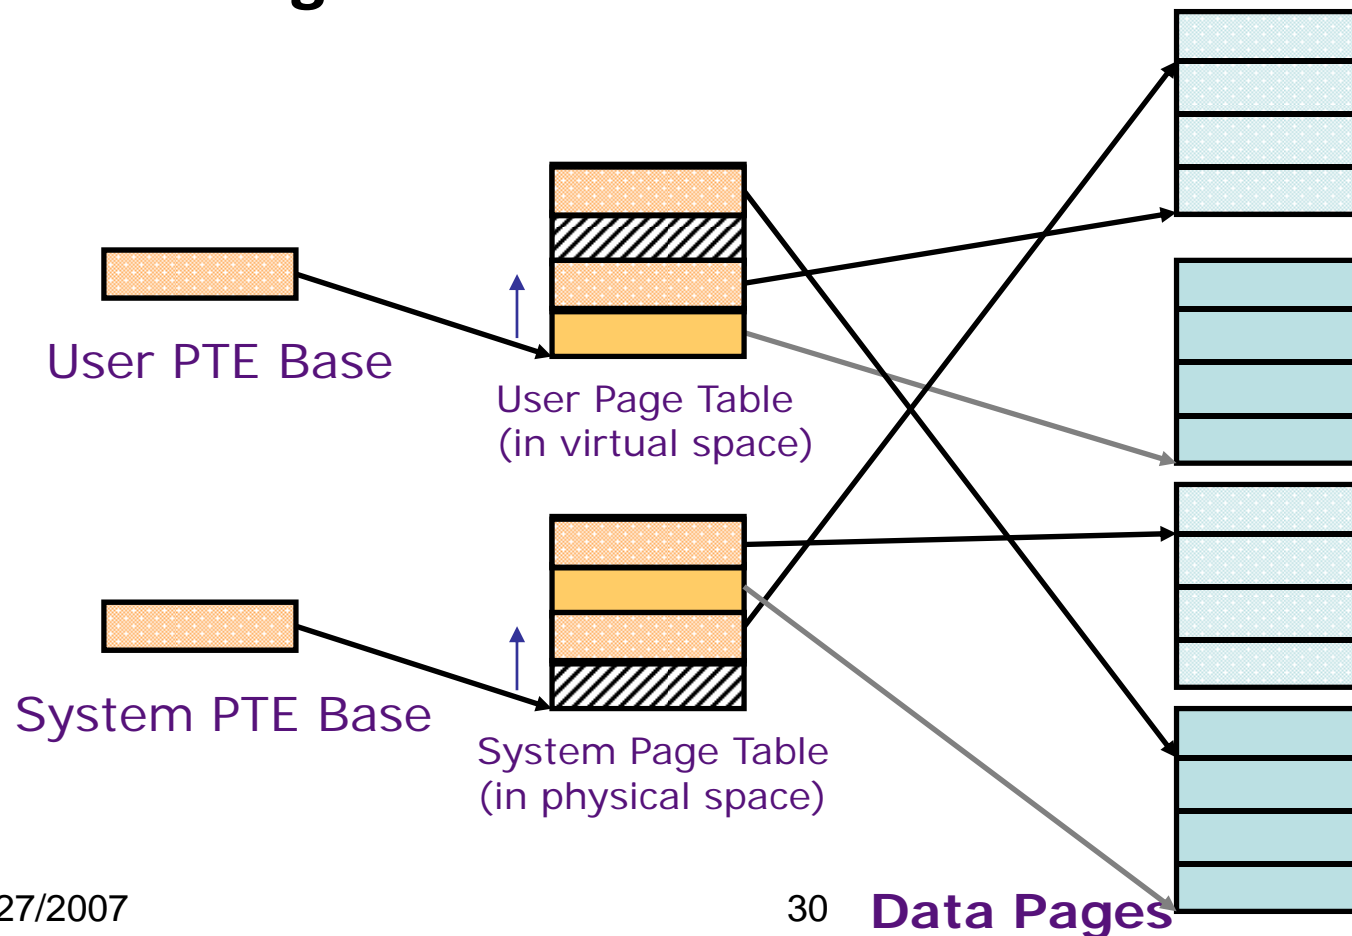 User PTE Base
User Page Table
(in virtual space)
System PTE Base
System Page Table
(in physical space)
27/2007
30
Data Pages